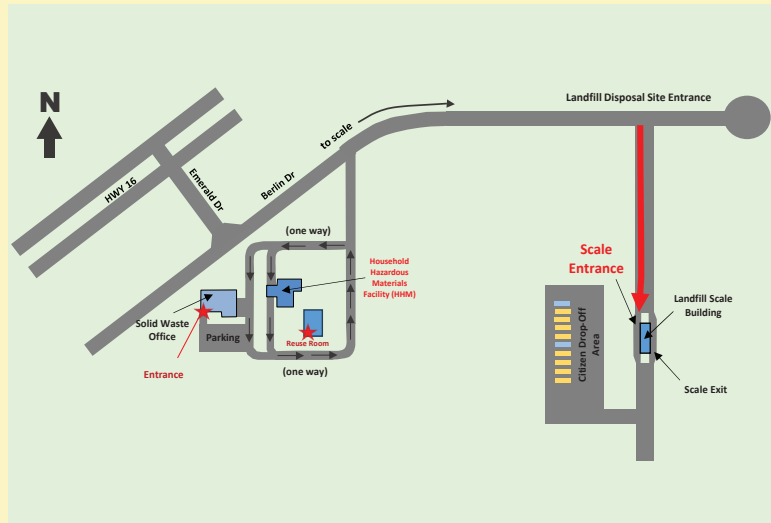 N
Landfill Disposal Site Entrance
to scale
HWY 16
Emerald Dr
Berlin Dr
(one way)
Household
Hazardous
Materials
Facility (HHM)
Scale
Entrance
Landfill Scale
Building
Solid Waste
Office
Parking
Reuse Room
Citizen Drop-Off
Area
(one way)
Entrance
Scale Exit